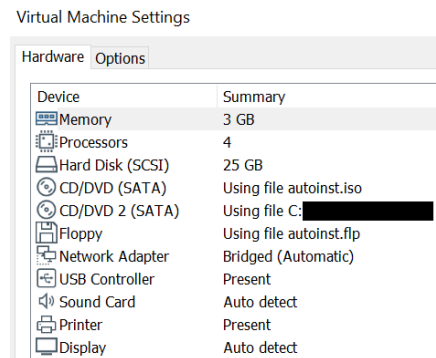 Virtual Machine Settings
Hardware Options
Device Summary
Memory 3 GB
Processors 4
Hard Disk (SCSI) 25 GB
CD/DVD (SATA) Using file autoinst.iso
CD/DVD 2 (SATA) Using file C:
Floppy Using file autoinst.flp
Network Adapter Bridged (Automatic)
USB Controller Present
Sound Card Auto detect
Printer Present
Display Auto detect